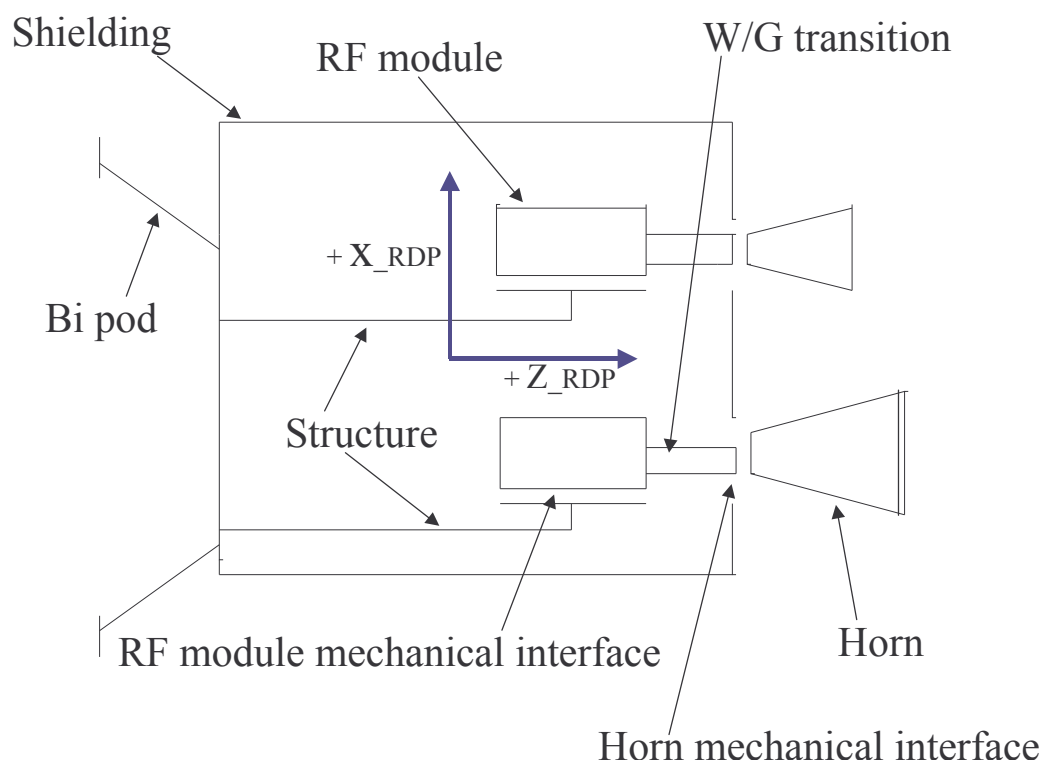 Shielding
RF module
W/G transition
+ X_RDP
Bi pod
+ Z_RDP
Structure
RF module mechanical interface
Horn
Horn mechanical interface